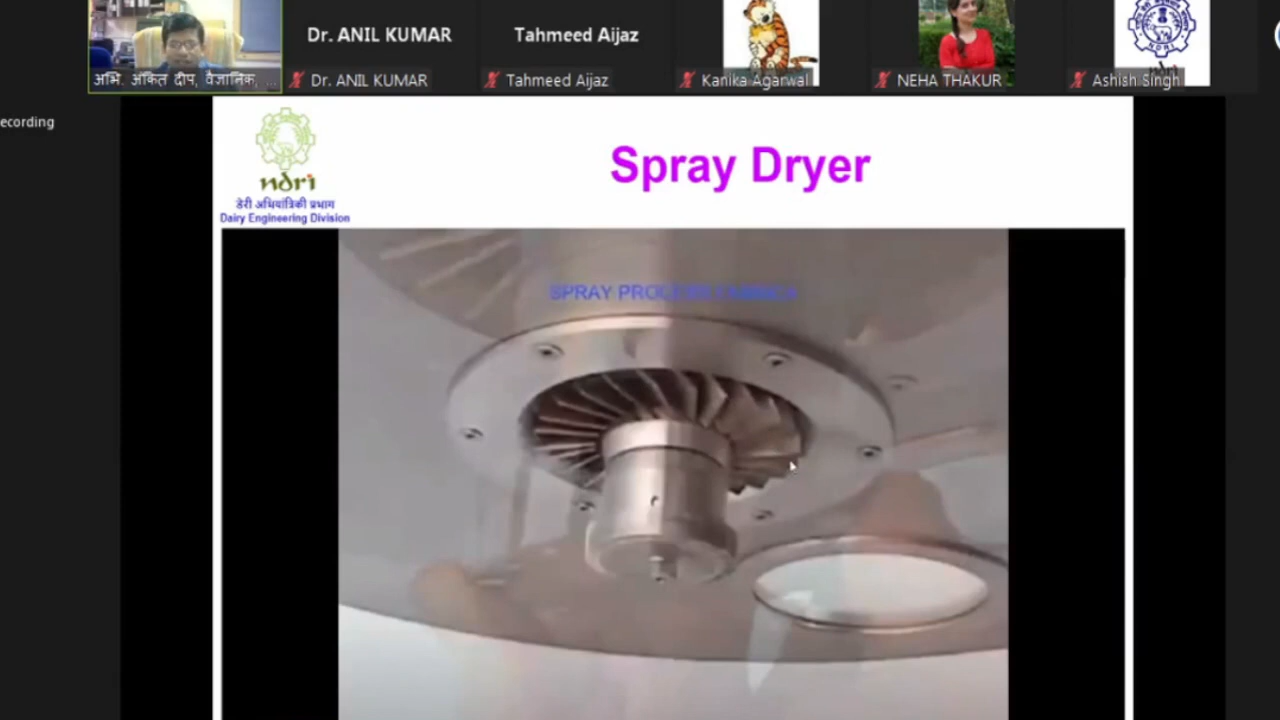 Dr. ANIL KUMAR
Tahmeed Aijaz
अभि. अंकित दीप, वैज्ञानिक, ...
Dr. ANIL KUMAR
Tahmeed Aijaz
Kanika Agarwal
NEHA THAKUR
Ashish Singh
ecording
ndri
डेरी अभियांत्रिकी प्रभाग
Dairy Engineering Division
Spray Dryer
SPRAY